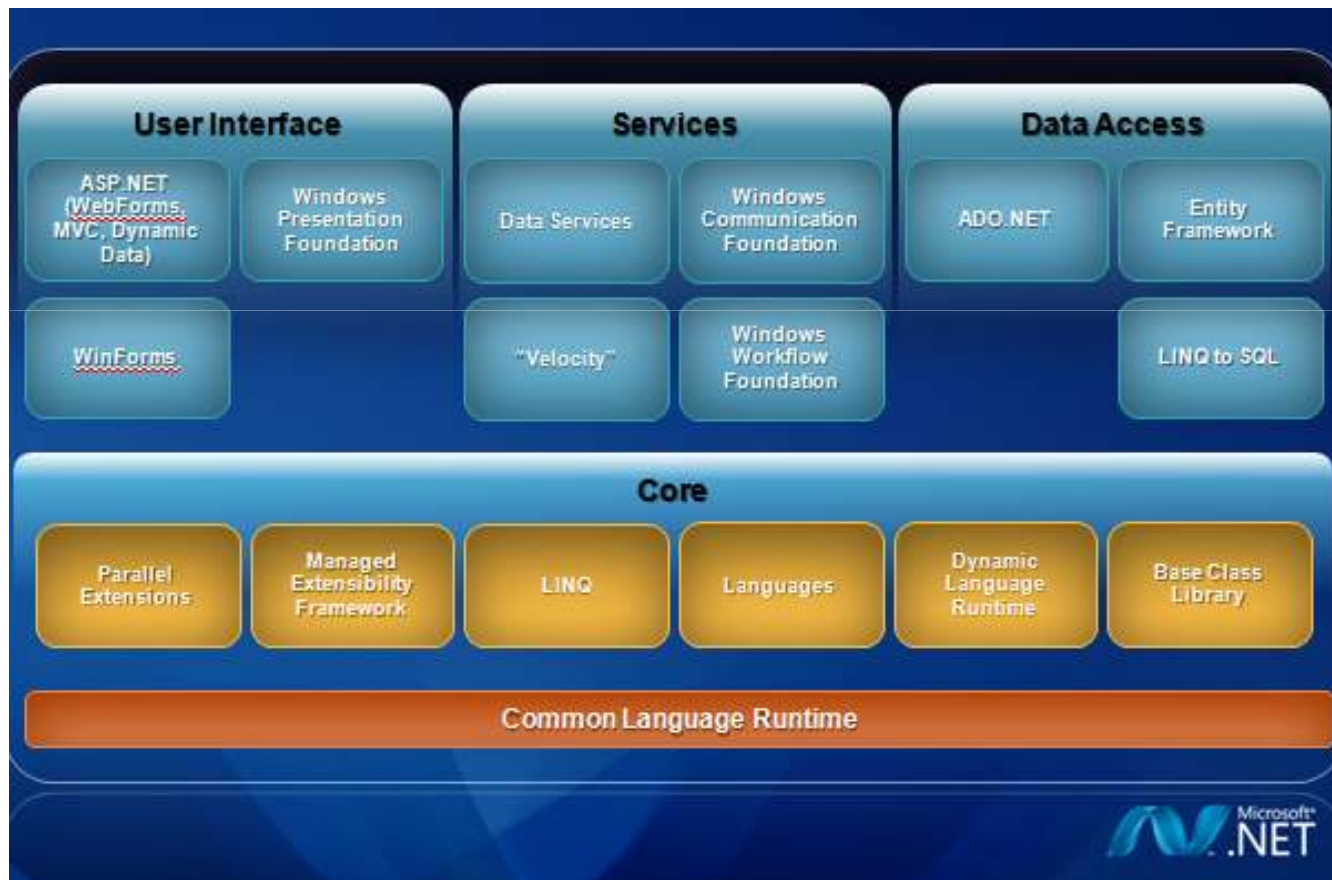 User Interface
Services
Data Access
ASP.NET
(WebForms,
MVC, Dynamic
Data)
Windows
Presentation
Foundation
Data Services
Windows
Communication
Foundation
ADO.NET
Entity
Framework
WinForms
"Velocity"
Windows
Workflow
Foundation
LINQ to SQL
Core
Parallel
Extensions
Managed
Extensibility
Framework
LINQ
Languages
Dynamic
Language
Runtime
Base Class
Library
Common Language Runtime
Microsoft®
.NET